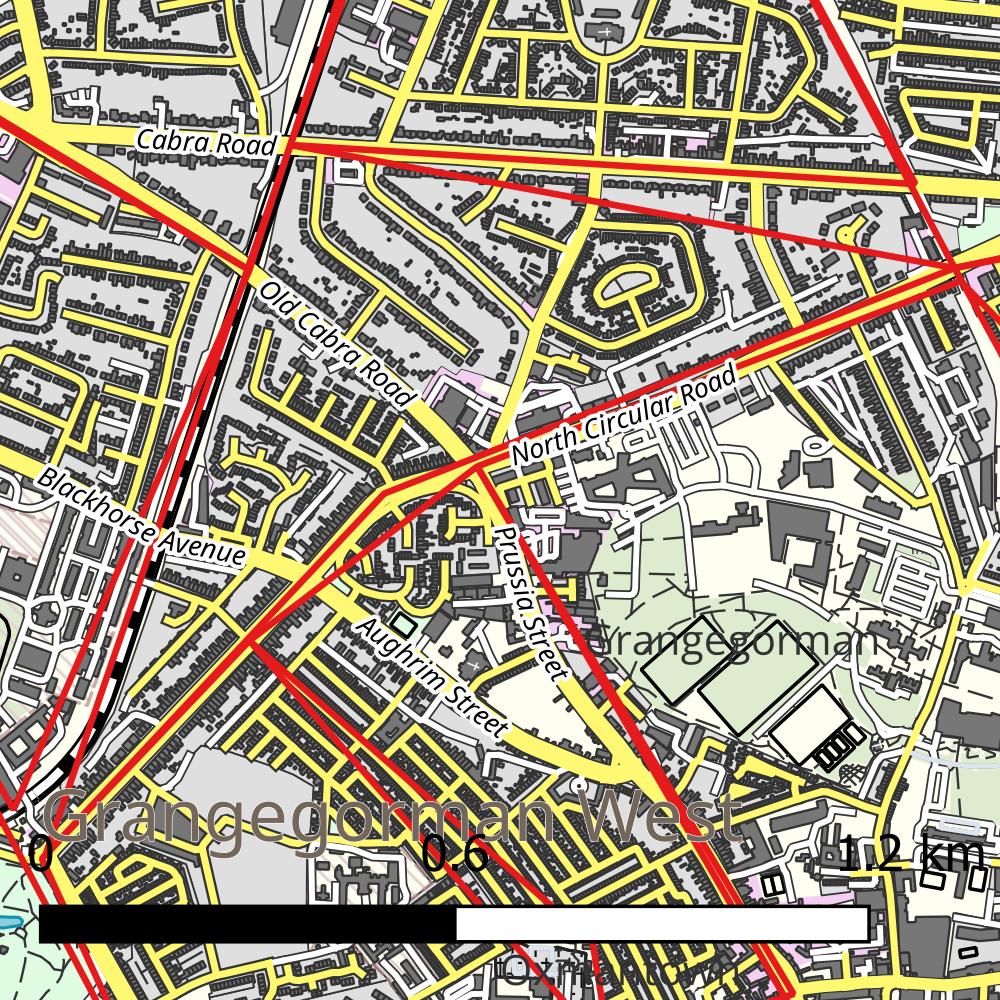 Cabra Road
Old Cabra Road
North Circular Road
Blackhorse Avenue
Prussia Street
Aughrim Street
Grangegorman
Grangegorman West
0 0.6 1.2 km
Oxmantown